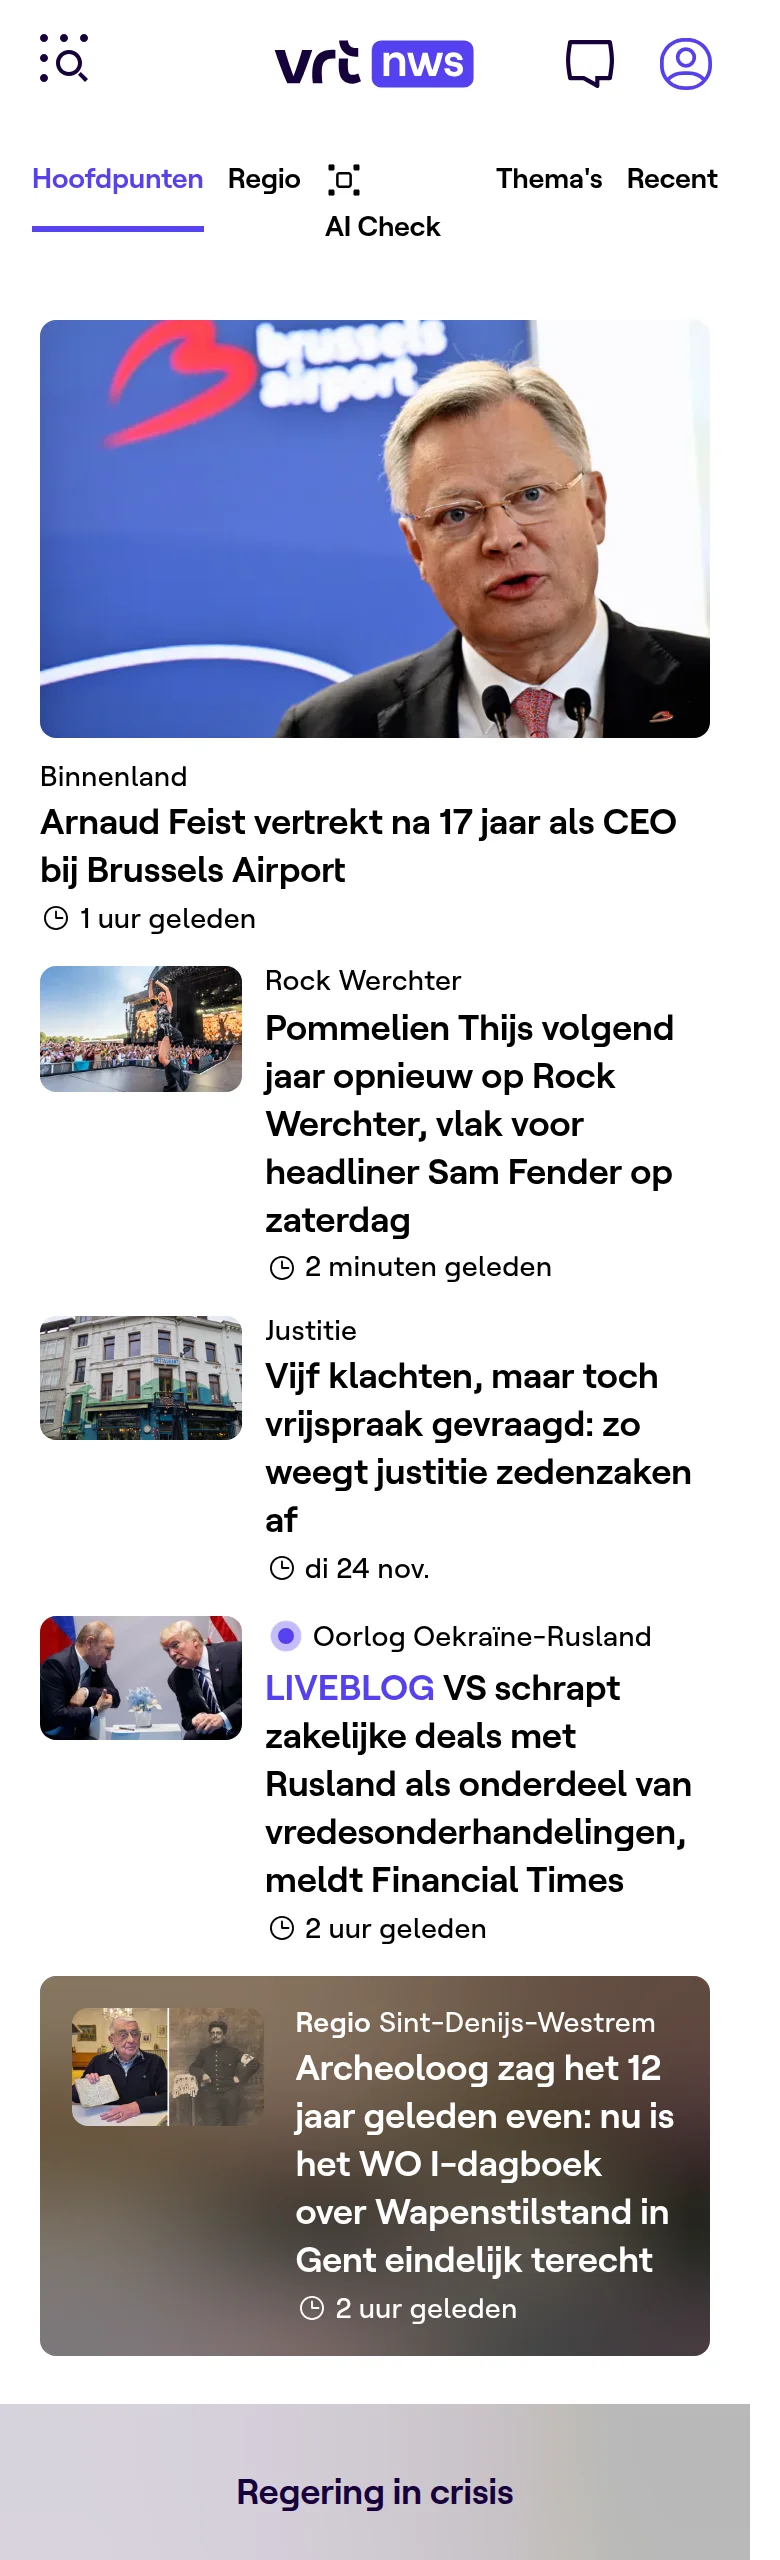 vrt nws
Hoofdpunten
Regio
AI Check
Thema's
Recent
brussels
airport
Binnenland
Arnaud Feist vertrekt na 17 jaar als CEO
bij Brussels Airport
1 uur geleden
Rock Werchter
Pommelien Thijs volgend
jaar opnieuw op Rock
Werchter, vlak voor
headliner Sam Fender op
zaterdag
2 minuten geleden
Justitie
Vijf klachten, maar toch
vrijspraak gevraagd: zo
weegt justitie zedenzaken
af
di 24 nov.
Oorlog Oekraïne-Rusland
LIVEBLOG VS schrapt
zakelijke deals met
Rusland als onderdeel van
vredesonderhandelingen,
meldt Financial Times
2 uur geleden
Regio Sint-Denijs-Westrem
Archeoloog zag het 12
jaar geleden even: nu is
het WO I-dagboek
over Wapenstilstand in
Gent eindelijk terecht
2 uur geleden
Regering in crisis